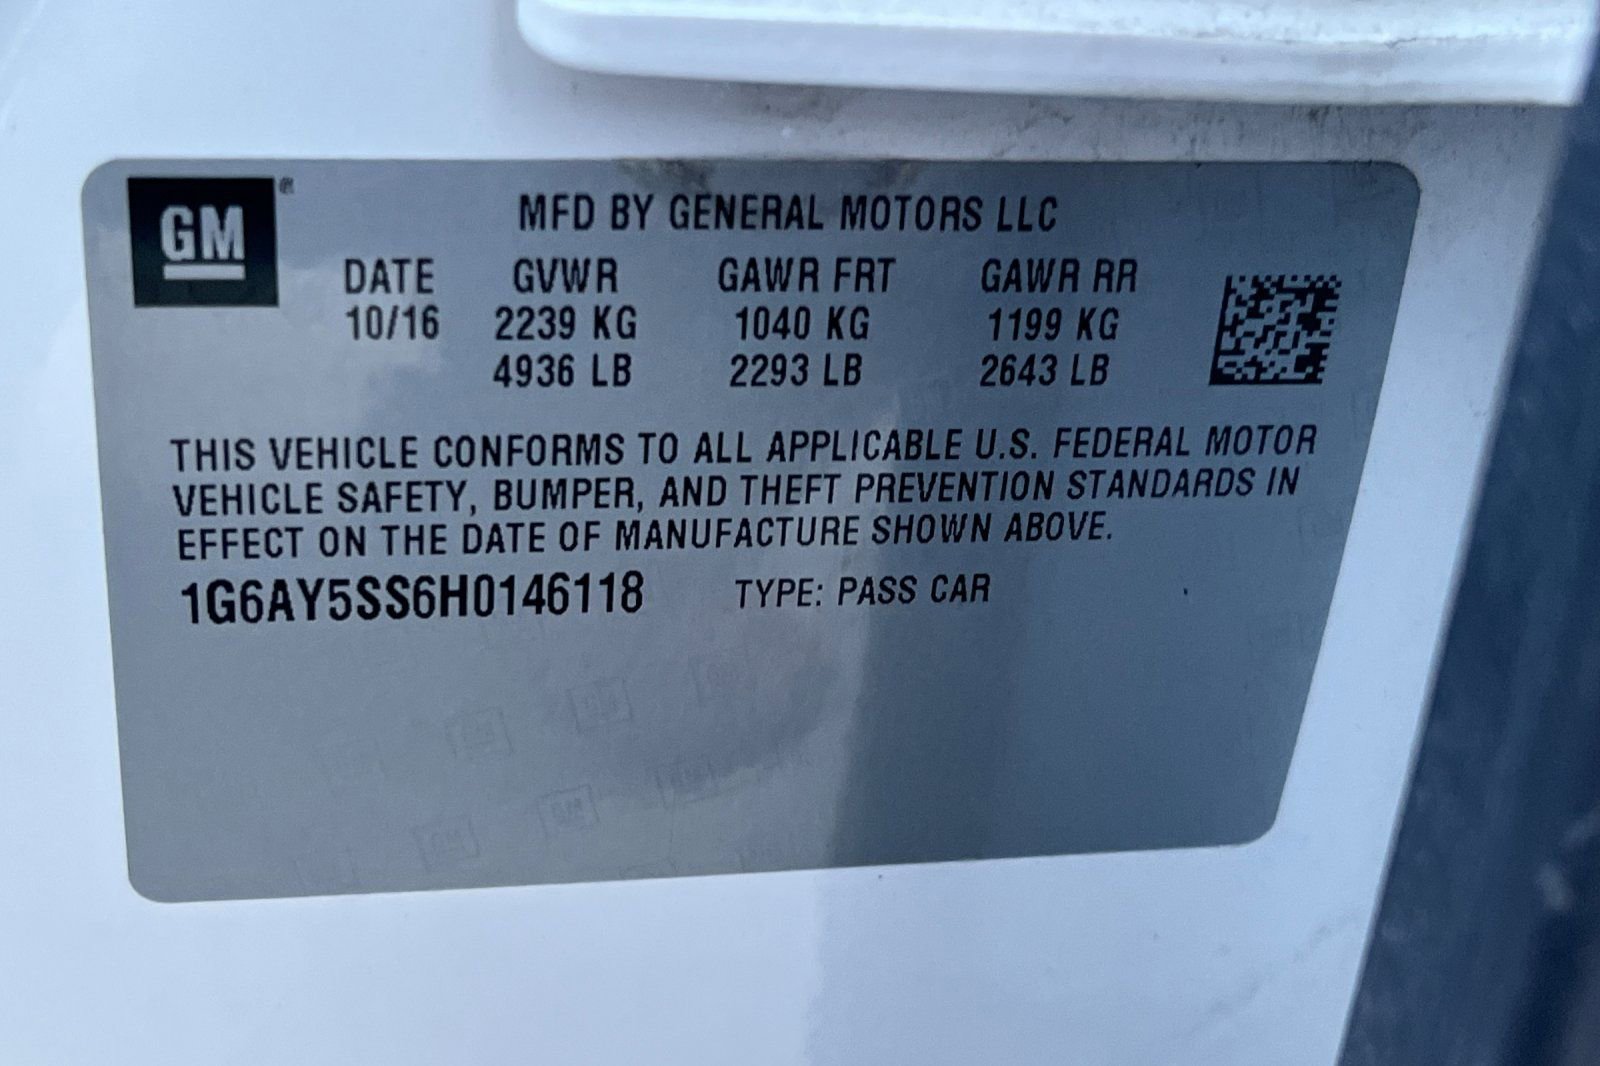 GM®
MFD BY GENERAL MOTORS LLC
DATE GVWR GAWR FRT GAWR RR
10/16 2239 KG 1040 KG 1199 KG
4936 LB 2293 LB 2643 LB
THIS VEHICLE CONFORMS TO ALL APPLICABLE U.S. FEDERAL MOTOR
VEHICLE SAFETY, BUMPER, AND THEFT PREVENTION STANDARDS IN
EFFECT ON THE DATE OF MANUFACTURE SHOWN ABOVE.
1G6AY5SS6H0146118 TYPE: PASS CAR